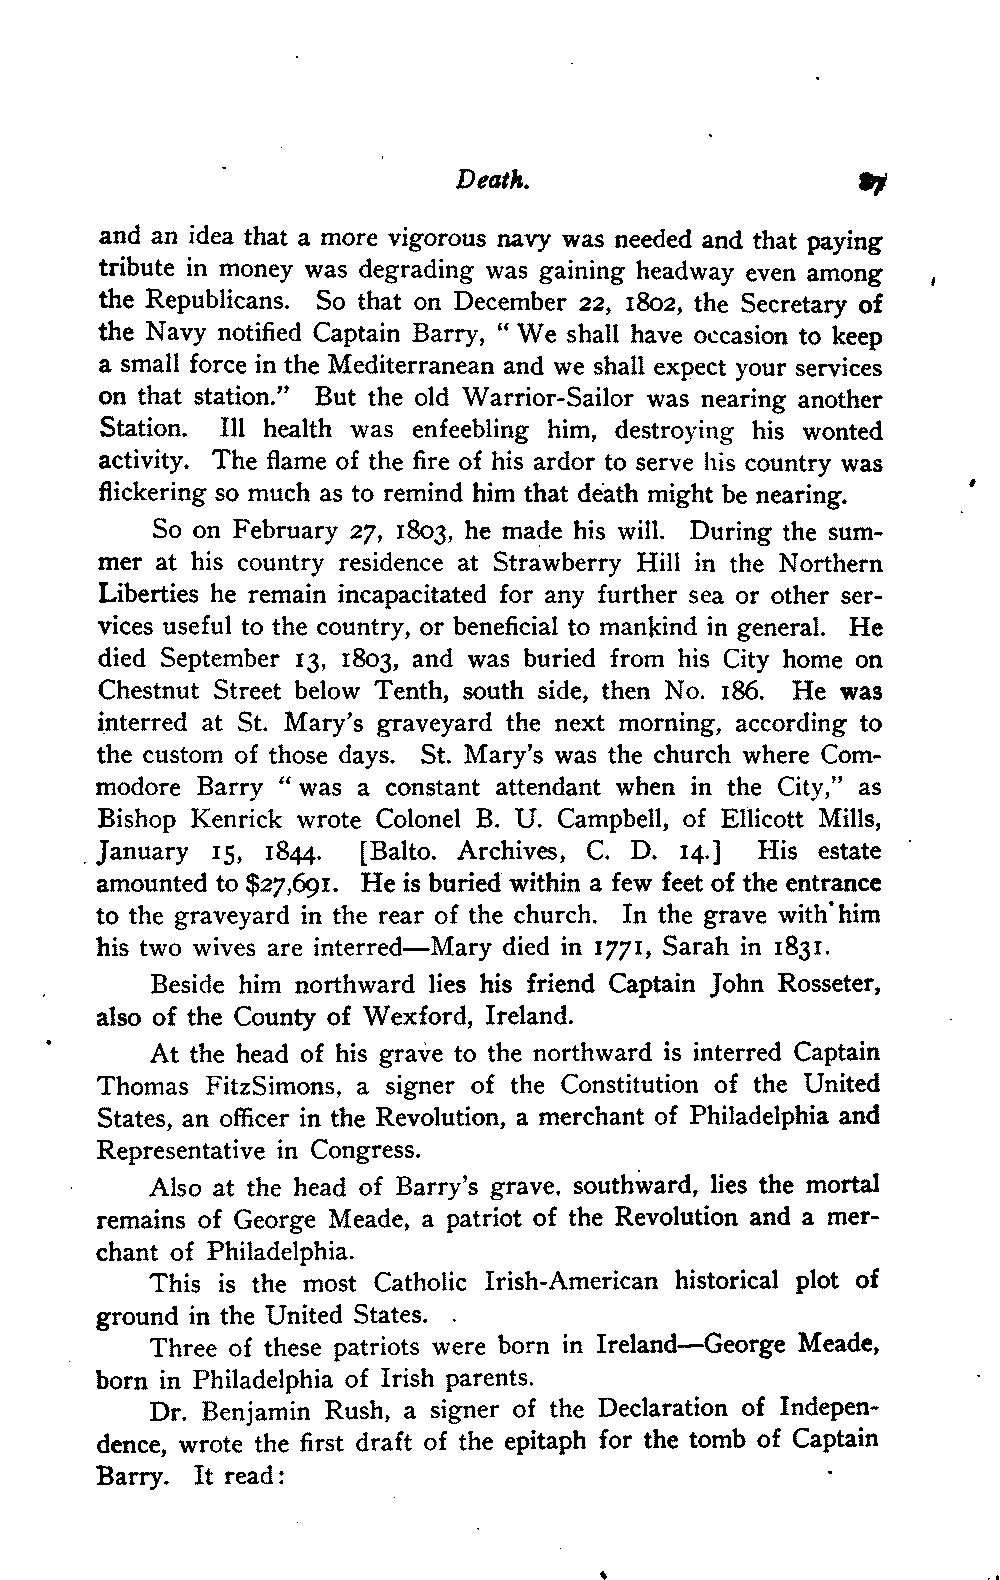 Death. 87
and an idea that a more vigorous navy was needed and that paying
tribute in money was degrading was gaining headway even among
the Republicans. So that on December 22, 1802, the Secretary of
the Navy notified Captain Barry, “ We shall have occasion to keep
a small force in the Mediterranean and we shall expect your services
on that station.” But the old Warrior-Sailor was nearing another
Station. Ill health was enfeebling him, destroying his wonted
activity. The flame of the fire of his ardor to serve his country was
flickering so much as to remind him that death might be nearing.
So on February 27, 1803, he made his will. During the sum-
mer at his country residence at Strawberry Hill in the Northern
Liberties he remain incapacitated for any further sea or other ser-
vices useful to the country, or beneficial to mankind in general. He
died September 13, 1803, and was buried from his City home on
Chestnut Street below Tenth, south side, then No. 186. He was
interred at St. Mary’s graveyard the next morning, according to
the custom of those days. St. Mary’s was the church where Com-
modore Barry “ was a constant attendant when in the City,” as
Bishop Kenrick wrote Colonel B. U. Campbell, of Ellicott Mills,
January 15, 1844. [Balto. Archives, C. D. 14.] His estate
amounted to $27,691. He is buried within a few feet of the entrance
to the graveyard in the rear of the church. In the grave with him
his two wives are interred—Mary died in 1771, Sarah in 1831.
Beside him northward lies his friend Captain John Rosseter,
also of the County of Wexford, Ireland.
At the head of his grave to the northward is interred Captain
Thomas FitzSimons, a signer of the Constitution of the United
States, an officer in the Revolution, a merchant of Philadelphia and
Representative in Congress.
Also at the head of Barry’s grave. southward, lies the mortal
remains of George Meade, a patriot of the Revolution and a mer-
chant of Philadelphia.
This is the most Catholic Irish-American historical plot of
ground in the United States.
Three of these patriots were born in Ireland—George Meade,
born in Philadelphia of Irish parents.
Dr. Benjamin Rush, a signer of the Declaration of Indepen-
dence, wrote the first draft of the epitaph for the tomb of Captain
Barry. It read: